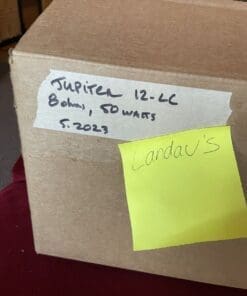 JUPITER 12-LC
8 ohms, 50 WATTS
5.2023
Landau's